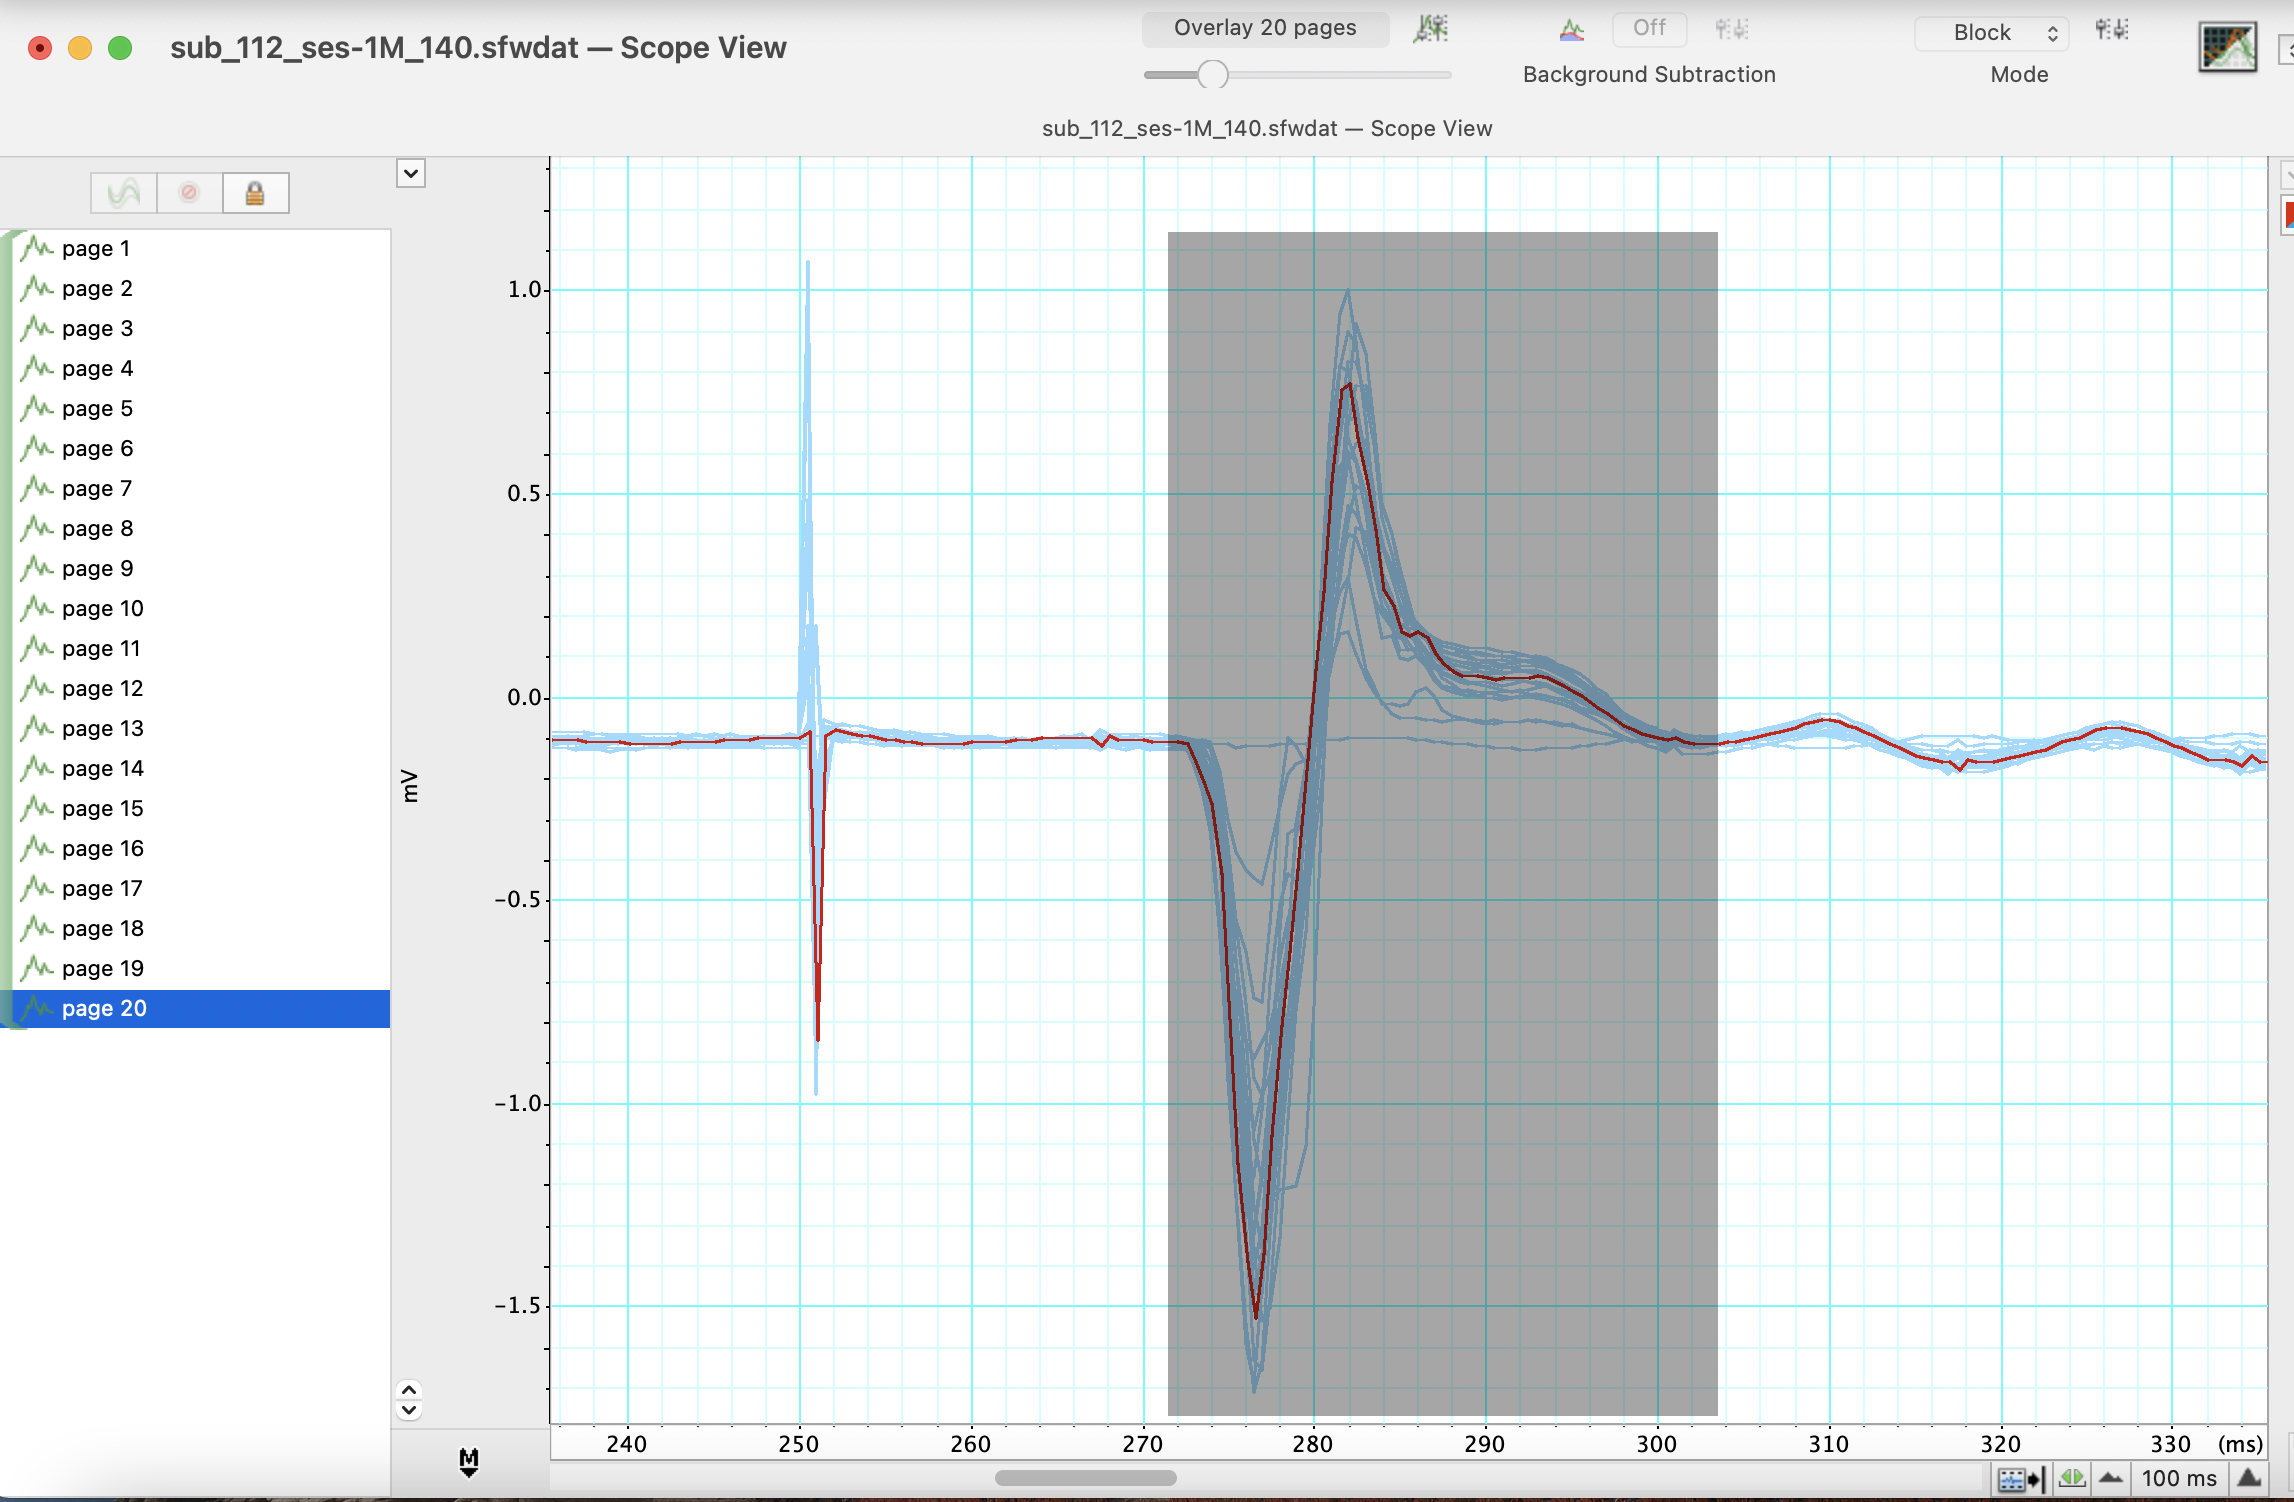 Overlay 20 pages
Off
Block
sub_112_ses-1M_140.sfwdat — Scope View
Background Subtraction
Mode
sub_112_ses-1M_140.sfwdat — Scope View
page 1
page 2
page 3
page 4
page 5
page 6
page 7
page 8
page 9
page 10
page 11
page 12
page 13
page 14
page 15
page 16
page 17
page 18
page 19
page 20
1.0
0.5
0.0
−0.5
−1.0
−1.5
mV
M
240 250 260 270 280 290 300 310 320 330 (ms)
100 ms